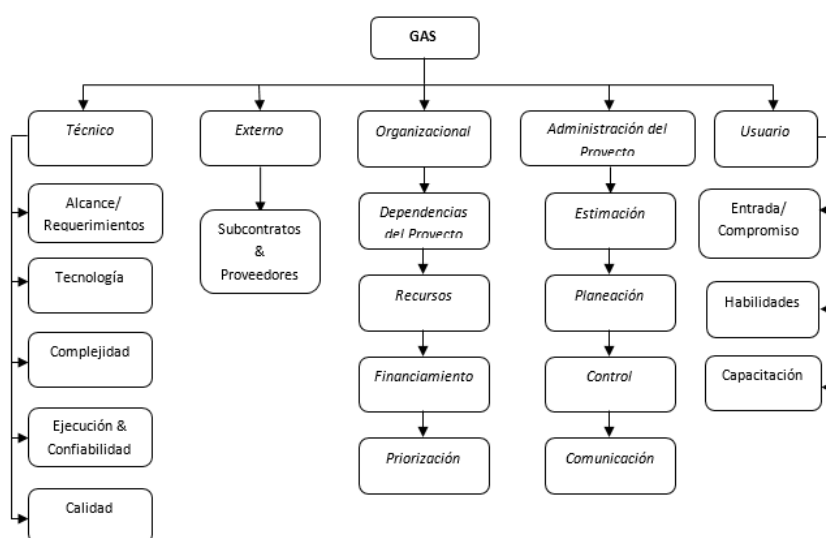 GAS
Técnico
Externo
Organizacional
Administración del
Proyecto
Usuario
Alcance/
Requerimientos
Tecnología
Complejidad
Ejecución &
Confiabilidad
Calidad
Subcontratos
&
Proveedores
Dependencias
del Proyecto
Recursos
Financiamiento
Priorización
Estimación
Planeación
Control
Comunicación
Entrada/
Compromiso
Habilidades
Capacitación